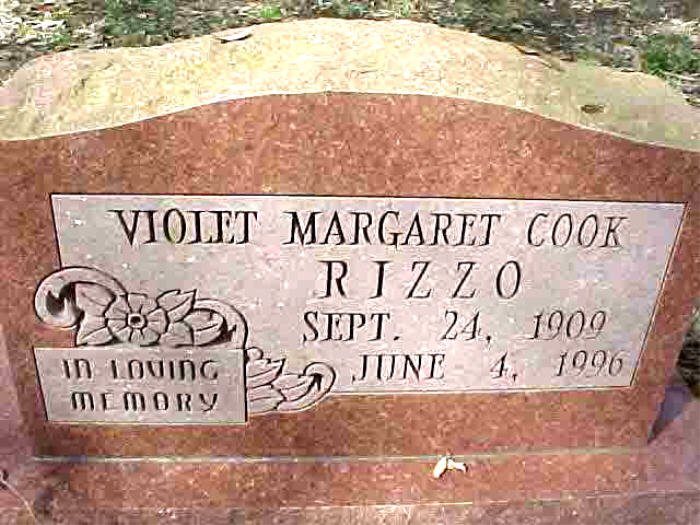 VIOLET MARGARET COOK
RIZZO
SEPT. 24, 1909
JUNE 4, 1996
IN LOVING
MEMORY